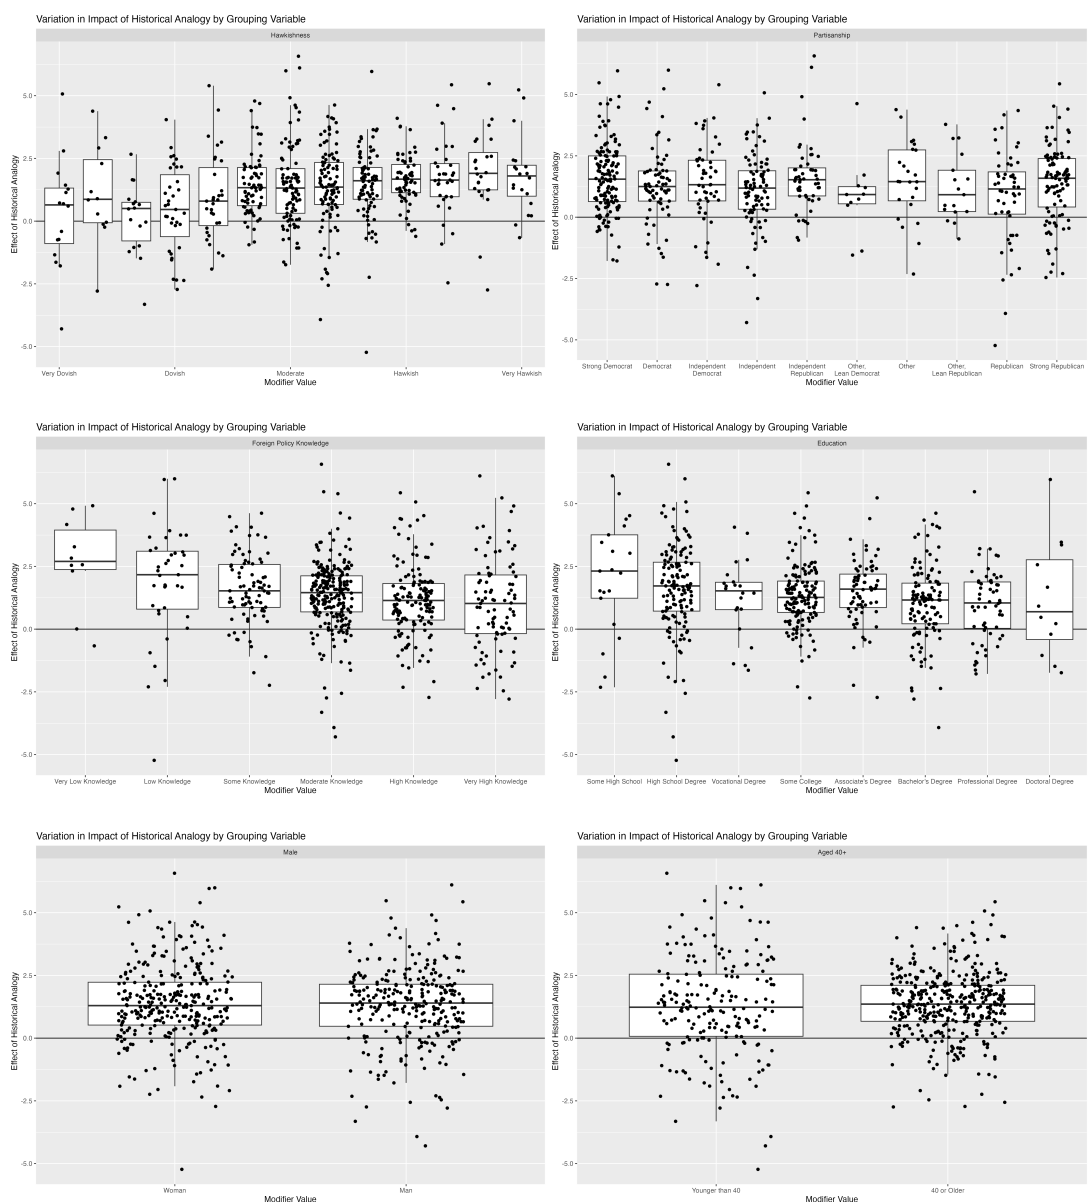 Variation in Impact of Historical Analogy by Grouping Variable
Hawkishness
Effect of Historical Analogy
5.0
2.5
0.0
-2.5
-5.0
Very Dovish Dovish Moderate Hawkish Very Hawkish
Modifier Value
Variation in Impact of Historical Analogy by Grouping Variable
Partisanship
Effect of Historical Analogy
5.0
2.5
0.0
-2.5
-5.0
Strong Democrat Democrat Independent Independent Independent Other, Other Other, Republican Strong Republican
Democrat Republican Lean Democrat Lean Republican
Modifier Value
Variation in Impact of Historical Analogy by Grouping Variable
Foreign Policy Knowledge
Effect of Historical Analogy
5.0
2.5
0.0
-2.5
-5.0
Very Low Knowledge Low Knowledge Some Knowledge Moderate Knowledge High Knowledge Very High Knowledge
Modifier Value
Variation in Impact of Historical Analogy by Grouping Variable
Education
Effect of Historical Analogy
5.0
2.5
0.0
-2.5
-5.0
Some High School High School Degree Vocational Degree Some College Associate's Degree Bachelor's Degree Professional Degree Doctoral Degree
Modifier Value
Variation in Impact of Historical Analogy by Grouping Variable
Male
Effect of Historical Analogy
5.0
2.5
0.0
-2.5
-5.0
Woman Man
Modifier Value
Variation in Impact of Historical Analogy by Grouping Variable
Aged 40+
Effect of Historical Analogy
5.0
2.5
0.0
-2.5
-5.0
Younger than 40 40 or Older
Modifier Value